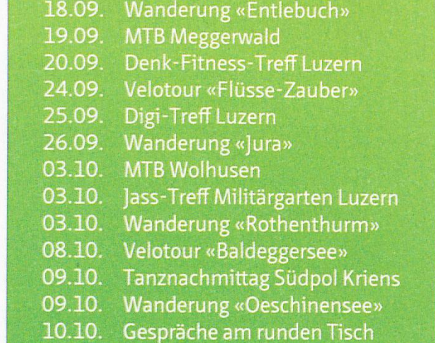 18.09. Wanderung «Entlebuch»
19.09. MTB Meggerwald
20.09. Denk-Fitness-Treff Luzern
24.09. Velotour «Flüsse-Zauber»
25.09. Digi-Treff Luzern
26.09. Wanderung «Jura»
03.10. MTB Wolhusen
03.10. Jass-Treff Militärgarten Luzern
03.10. Wanderung «Rothenthurm»
08.10. Velotour «Baldeggersee»
09.10. Tanznachmittag Südpol Kriens
09.10. Wanderung «Oeschinensee»
10.10. Gespräche am runden Tisch